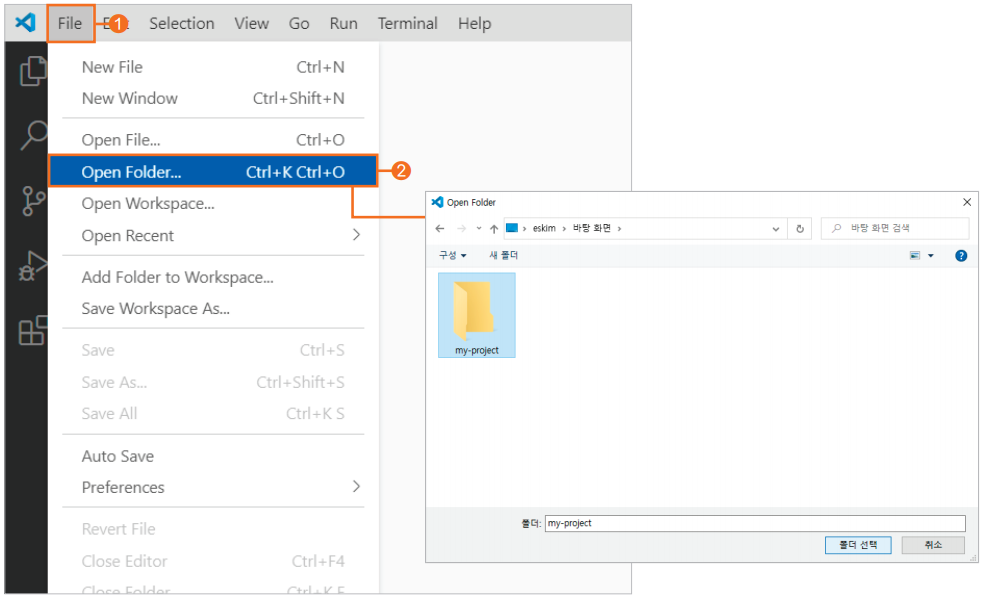 File Edit Selection View Go Run Terminal Help
1
New File Ctrl+N
New Window Ctrl+Shift+N
Open File... Ctrl+O
Open Folder... Ctrl+K Ctrl+O
2
Open Workspace...
Open Recent
Add Folder to Workspace...
Save Workspace As...
Save Ctrl+S
Save As... Ctrl+Shift+S
Save All Ctrl+K S
Auto Save
Preferences
Revert File
Close Editor Ctrl+F4
Close Folder Ctrl+K F
Open Folder
eskim › 바탕 화면 ›
바탕 화면 검색
구성 새 폴더
?
my-project
폴더: my-project
폴더 선택 취소